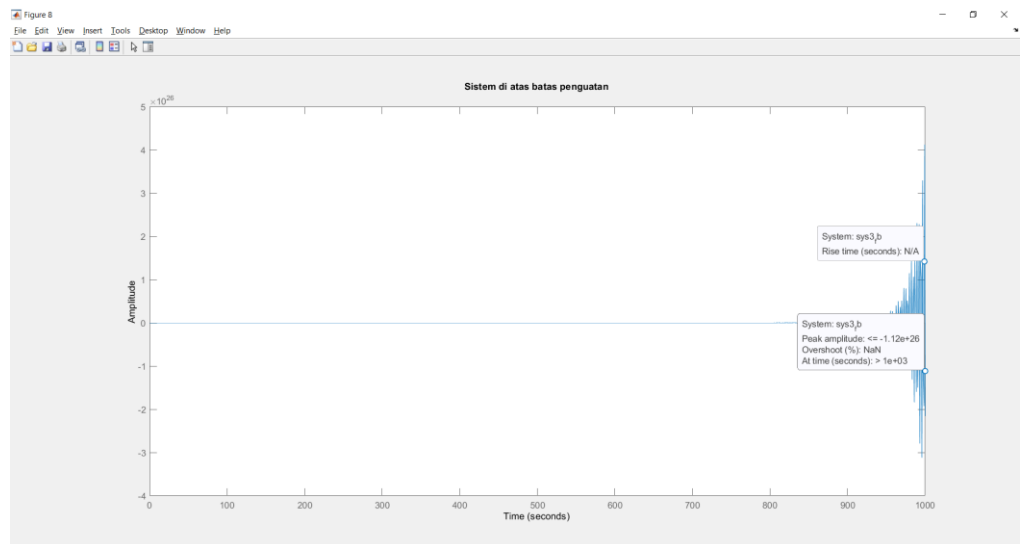 Figure 8
File Edit View Insert Tools Desktop Window Help
Sistem di atas batas penguatan
×10^26
5
4
3
2
1
0
-1
-2
-3
-4
Amplitude
System: sys3_fb
Rise time (seconds): N/A
System: sys3_fb
Peak amplitude: <= -1.12e+26
Overshoot (%): NaN
At time (seconds): > 1e+03
0 100 200 300 400 500 600 700 800 900 1000
Time (seconds)